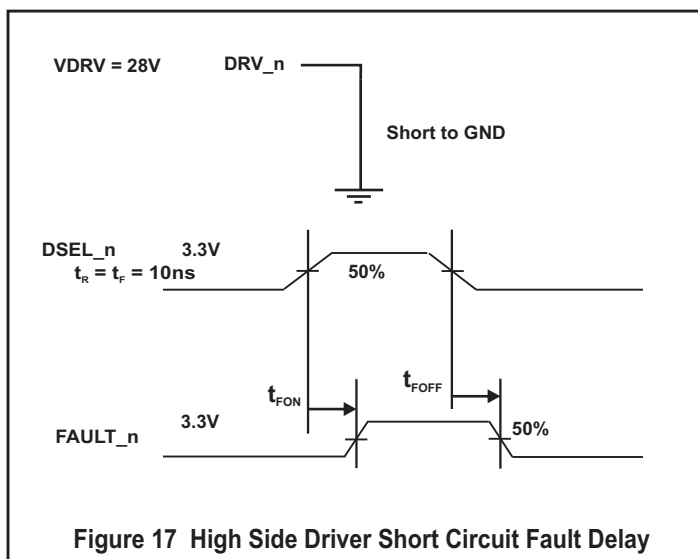 VDRV = 28V DRV_n
Short to GND
DSEL_n 3.3V
tR = tF = 10ns
50%
tFON tFOFF
3.3V
50%
FAULT_n
Figure 17 High Side Driver Short Circuit Fault Delay